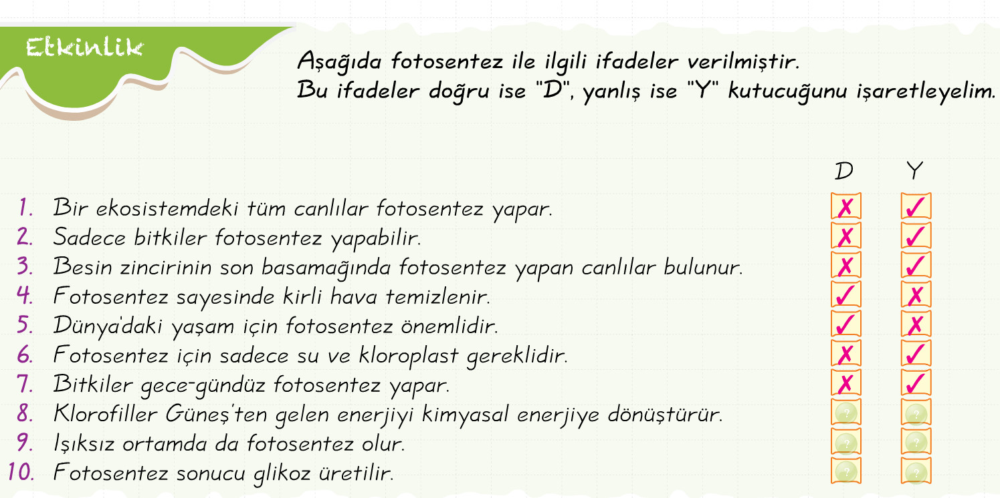 Etkinlik
Aşağıda fotosentez ile ilgili ifadeler verilmiştir.
Bu ifadeler doğru ise "D", yanlış ise "Y" kutucuğunu işaretleyelim.
D Y
1. Bir ekosistemdeki tüm canlılar fotosentez yapar. ✗ ✓
2. Sadece bitkiler fotosentez yapabilir. ✗ ✓
3. Besin zincirinin son basamağında fotosentez yapan canlılar bulunur. ✗ ✓
4. Fotosentez sayesinde kirli hava temizlenir. ✓ ✗
5. Dünya'daki yaşam için fotosentez önemlidir. ✓ ✗
6. Fotosentez için sadece su ve kloroplast gereklidir. ✗ ✓
7. Bitkiler gece-gündüz fotosentez yapar. ✗ ✓
8. Klorofiller Güneş'ten gelen enerjiyi kimyasal enerjiye dönüştürür. ? ?
9. Işıksız ortamda da fotosentez olur. ? ?
10. Fotosentez sonucu glikoz üretilir. ? ?